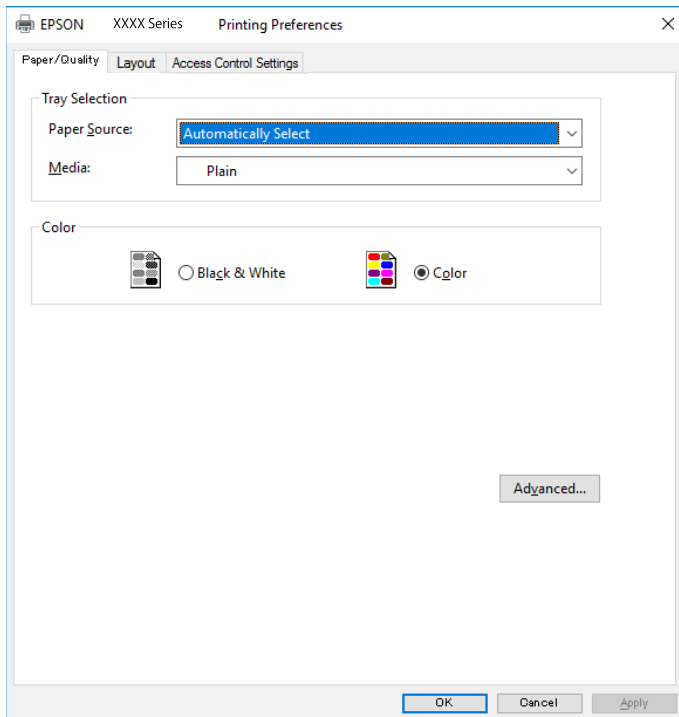 EPSON XXXX Series Printing Preferences
Paper/Quality Layout Access Control Settings
Tray Selection
Paper Source: Automatically Select
Media: Plain
Color
Black & White Color
Advanced...
OK Cancel Apply